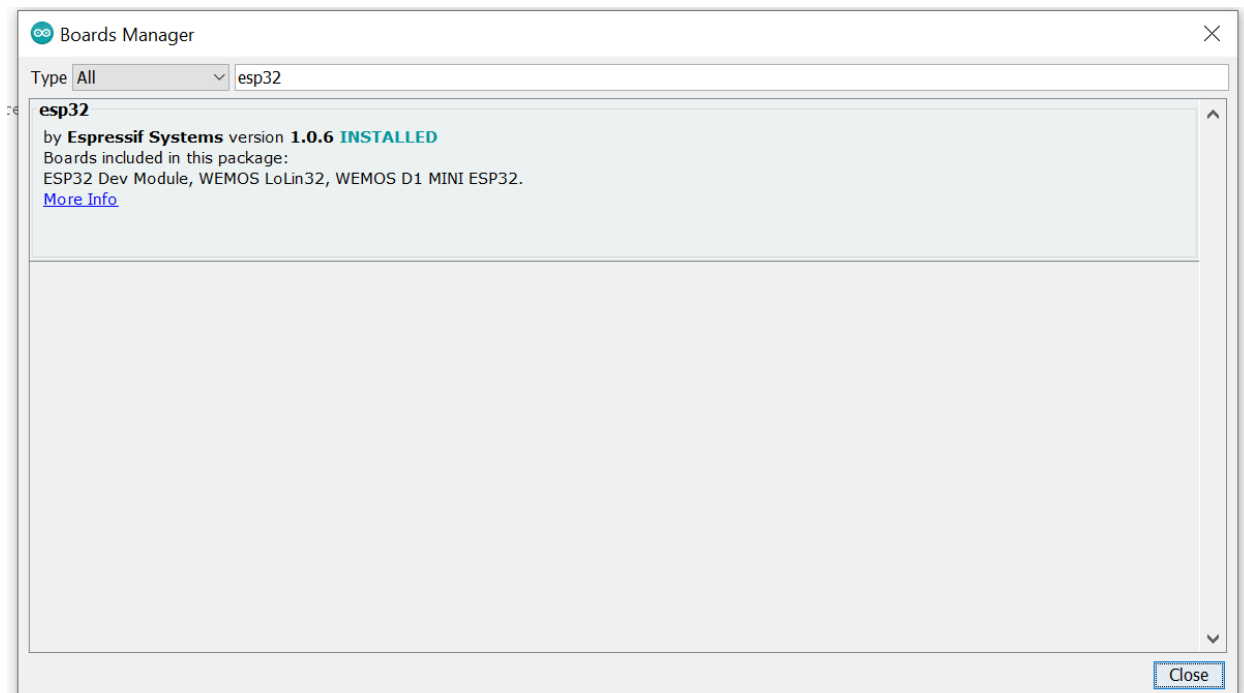 Boards Manager
Type All esp32
esp32
by Espressif Systems version 1.0.6 INSTALLED
Boards included in this package:
ESP32 Dev Module, WEMOS LoLin32, WEMOS D1 MINI ESP32.
More Info
Close